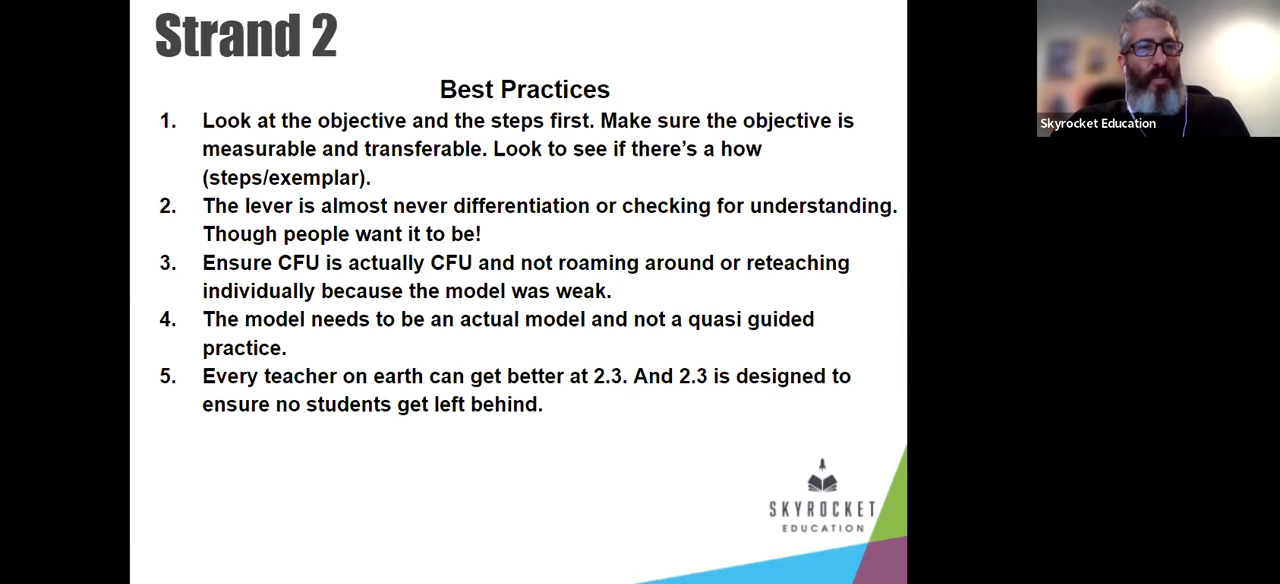 Strand 2
Best Practices
1. Look at the objective and the steps first. Make sure the objective is
measurable and transferable. Look to see if there’s a how
(steps/exemplar).
2. The lever is almost never differentiation or checking for understanding.
Though people want it to be!
3. Ensure CFU is actually CFU and not roaming around or reteaching
individually because the model was weak.
4. The model needs to be an actual model and not a quasi guided
practice.
5. Every teacher on earth can get better at 2.3. And 2.3 is designed to
ensure no students get left behind.
SKYROCKET
EDUCATION
Skyrocket Education